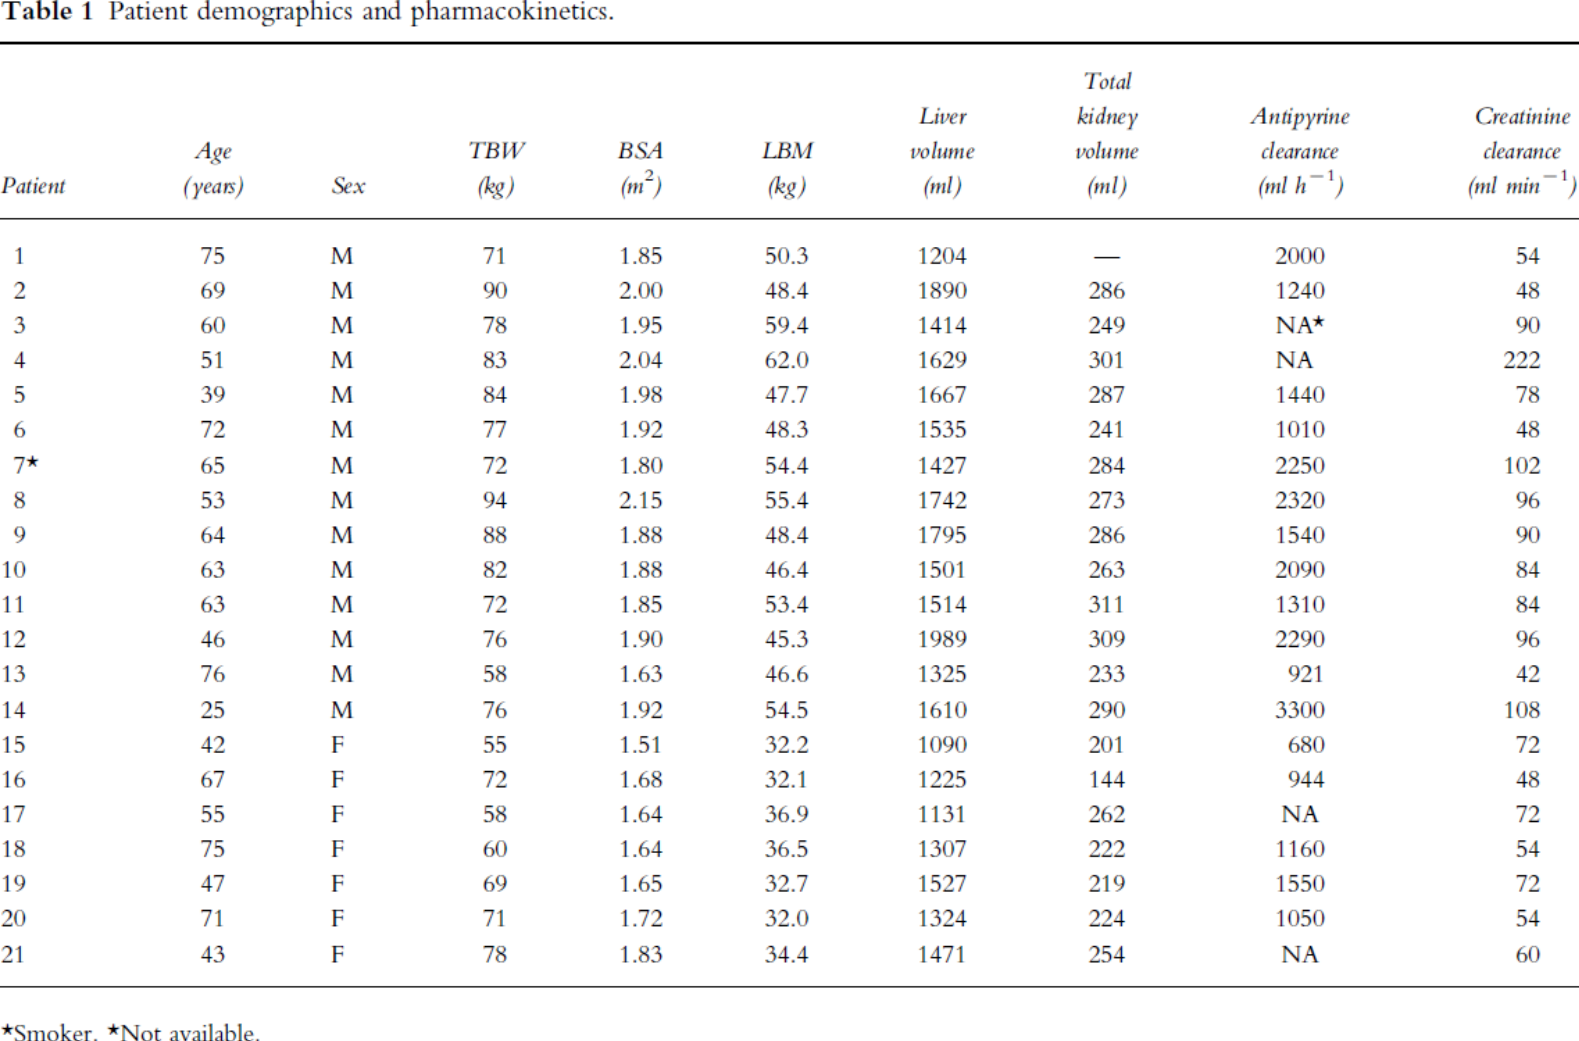 Table 1 Patient demographics and pharmacokinetics.
Total
Liver kidney Antipyrine Creatinine
Age TBW BSA LBM volume volume clearance clearance
Patient (years) Sex (kg) (m²) (kg) (ml) (ml) (ml h⁻¹) (ml min⁻¹)
1 75 M 71 1.85 50.3 1204 — 2000 54
2 69 M 90 2.00 48.4 1890 286 1240 48
3 60 M 78 1.95 59.4 1414 249 NA★ 90
4 51 M 83 2.04 62.0 1629 301 NA 222
5 39 M 84 1.98 47.7 1667 287 1440 78
6 72 M 77 1.92 48.3 1535 241 1010 48
7★ 65 M 72 1.80 54.4 1427 284 2250 102
8 53 M 94 2.15 55.4 1742 273 2320 96
9 64 M 88 1.88 48.4 1795 286 1540 90
10 63 M 82 1.88 46.4 1501 263 2090 84
11 63 M 72 1.85 53.4 1514 311 1310 84
12 46 M 76 1.90 45.3 1989 309 2290 96
13 76 M 58 1.63 46.6 1325 233 921 42
14 25 M 76 1.92 54.5 1610 290 3300 108
15 42 F 55 1.51 32.2 1090 201 680 72
16 67 F 72 1.68 32.1 1225 144 944 48
17 55 F 58 1.64 36.9 1131 262 NA 72
18 75 F 60 1.64 36.5 1307 222 1160 54
19 47 F 69 1.65 32.7 1527 219 1550 72
20 71 F 71 1.72 32.0 1324 224 1050 54
21 43 F 78 1.83 34.4 1471 254 NA 60
★Smoker. ★Not available.